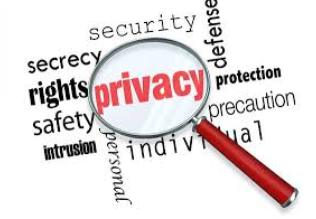 security
defense
secrecy
rights
privacy
protection
safety
precaution
intrusion
personal
individual